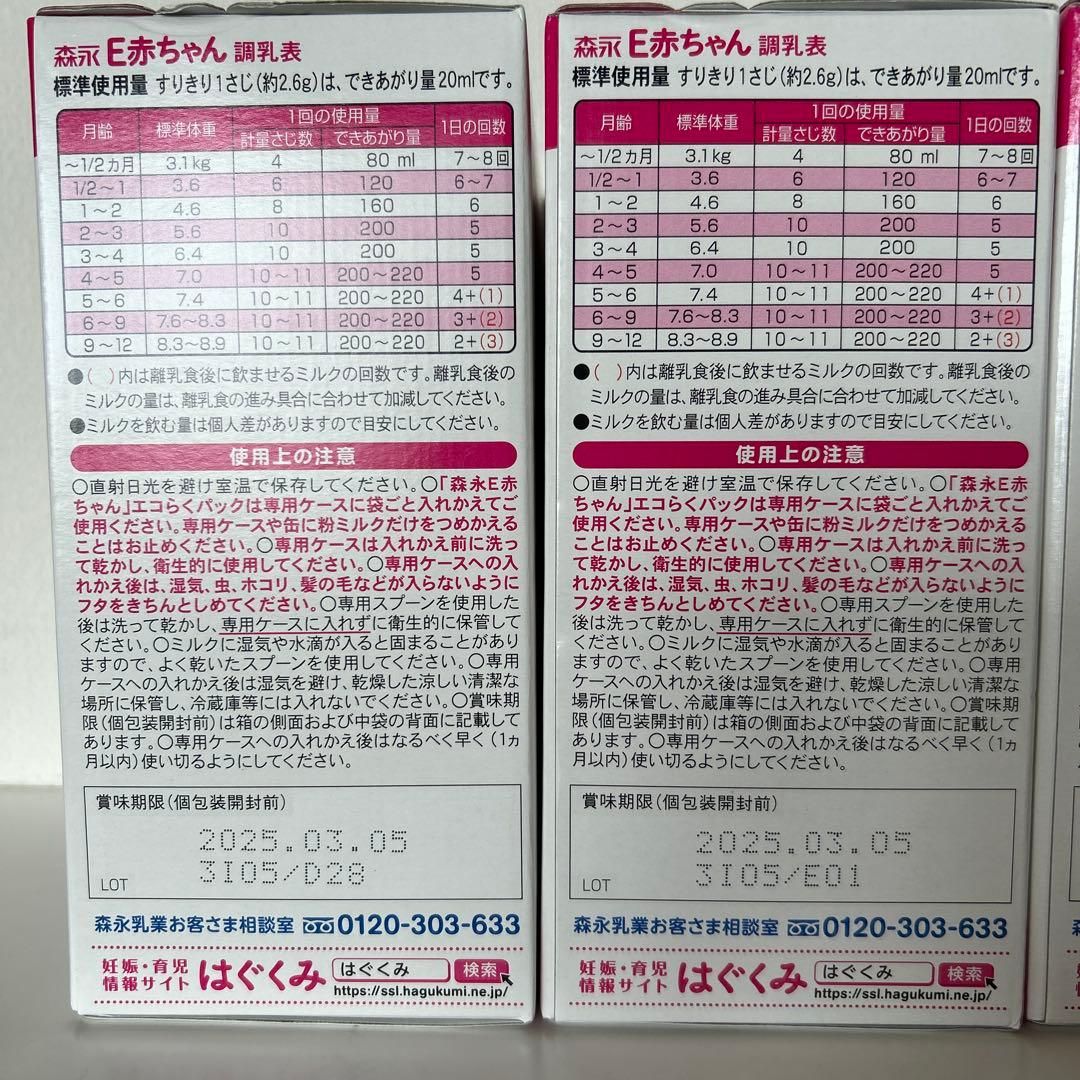 森永 E赤ちゃん 調乳表
標準使用量 すりきり1さじ(約2.6g)は、できあがり量20mlです。
月齢 標準体重 1回の使用量 1日の回数
計量さじ数 できあがり量
~1/2カ月 3.1kg 4 80 ml 7~8回
1/2~1 3.6 6 120 6~7
1~2 4.6 8 160 6
2~3 5.6 10 200 5
3~4 6.4 10 200 5
4~5 7.0 10~11 200~220 5
5~6 7.4 10~11 200~220 4+(1)
6~9 7.6~8.3 10~11 200~220 3+(2)
9~12 8.3~8.9 10~11 200~220 2+(3)
●( )内は離乳食後に飲ませるミルクの回数です。離乳食後の
ミルクの量は、離乳食の進み具合に合わせて加減してください。
●ミルクを飲む量は個人差がありますので目安にしてください。
使用上の注意
○直射日光を避け室温で保存してください。○「森永E赤
ちゃん」エコらくパックは専用ケースに袋ごと入れかえてご
使用ください。専用ケースや缶に粉ミルクだけをつめかえる
ことはお止めください。○専用ケースは入れかえ前に洗っ
て乾かし、衛生的に使用してください。○専用ケースへの入
れかえ後は、湿気、虫、ホコリ、髪の毛などが入らないように
フタをきちんとしめてください。○専用スプーンを使用した
後は洗って乾かし、専用ケースに入れずに衛生的に保管して
ください。○ミルクに湿気や水滴が入ると固まることがあり
ますので、よく乾いたスプーンを使用してください。○専用
ケースへの入れかえ後は湿気を避け、乾燥した涼しい清潔な
場所に保管し、冷蔵庫等には入れないでください。○賞味期
限(個包装開封前)は箱の側面および中袋の背面に記載して
あります。○専用ケースへの入れかえ後はなるべく早く(1ヵ
月以内)使い切るようにしてください。
賞味期限(個包装開封前)
2025.03.05
3I05/D28
LOT
森永乳業お客さま相談室 0120-303-633
妊娠・育児
情報サイト はぐくみ はぐくみ 検索
https://ssl.hagukumi.ne.jp/
森永 E赤ちゃん 調乳表
標準使用量 すりきり1さじ(約2.6g)は、できあがり量20mlです。
月齢 標準体重 1回の使用量 1日の回数
計量さじ数 できあがり量
~1/2カ月 3.1kg 4 80 ml 7~8回
1/2~1 3.6 6 120 6~7
1~2 4.6 8 160 6
2~3 5.6 10 200 5
3~4 6.4 10 200 5
4~5 7.0 10~11 200~220 5
5~6 7.4 10~11 200~220 4+(1)
6~9 7.6~8.3 10~11 200~220 3+(2)
9~12 8.3~8.9 10~11 200~220 2+(3)
●( )内は離乳食後に飲ませるミルクの回数です。離乳食後の
ミルクの量は、離乳食の進み具合に合わせて加減してください。
●ミルクを飲む量は個人差がありますので目安にしてください。
使用上の注意
○直射日光を避け室温で保存してください。○「森永E赤
ちゃん」エコらくパックは専用ケースに袋ごと入れかえてご
使用ください。専用ケースや缶に粉ミルクだけをつめかえる
ことはお止めください。○専用ケースは入れかえ前に洗っ
て乾かし、衛生的に使用してください。○専用ケースへの入
れかえ後は、湿気、虫、ホコリ、髪の毛などが入らないように
フタをきちんとしめてください。○専用スプーンを使用した
後は洗って乾かし、専用ケースに入れずに衛生的に保管して
ください。○ミルクに湿気や水滴が入ると固まることがあり
ますので、よく乾いたスプーンを使用してください。○専用
ケースへの入れかえ後は湿気を避け、乾燥した涼しい清潔な
場所に保管し、冷蔵庫等には入れないでください。○賞味期
限(個包装開封前)は箱の側面および中袋の背面に記載して
あります。○専用ケースへの入れかえ後はなるべく早く(1ヵ
月以内)使い切るようにしてください。
賞味期限(個包装開封前)
2025.03.05
3I05/E01
LOT
森永乳業お客さま相談室 0120-303-633
妊娠・育児
情報サイト はぐくみ はぐくみ 検索
https://ssl.hagukumi.ne.jp/